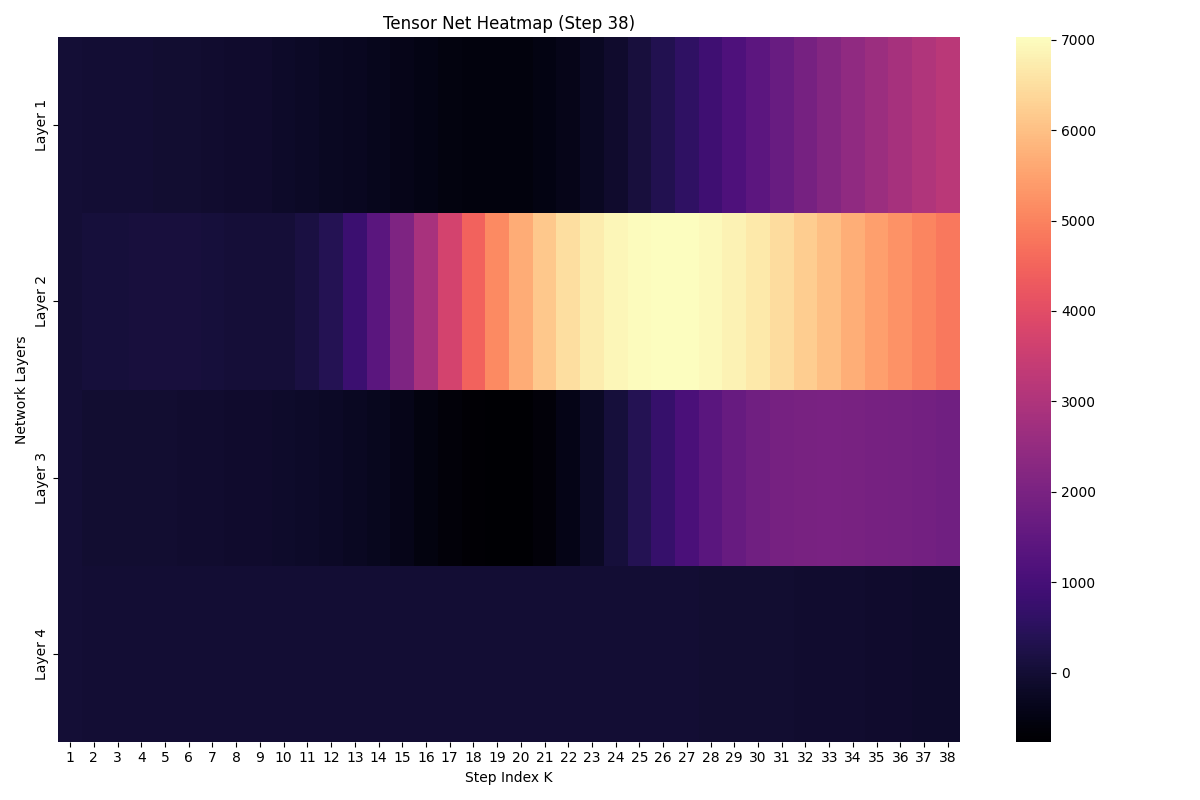 Tensor Net Heatmap (Step 38)
Network Layers
Layer 1
Layer 2
Layer 3
Layer 4
1 2 3 4 5 6 7 8 9 10 11 12 13 14 15 16 17 18 19 20 21 22 23 24 25 26 27 28 29 30 31 32 33 34 35 36 37 38
Step Index K
7000
6000
5000
4000
3000
2000
1000
0